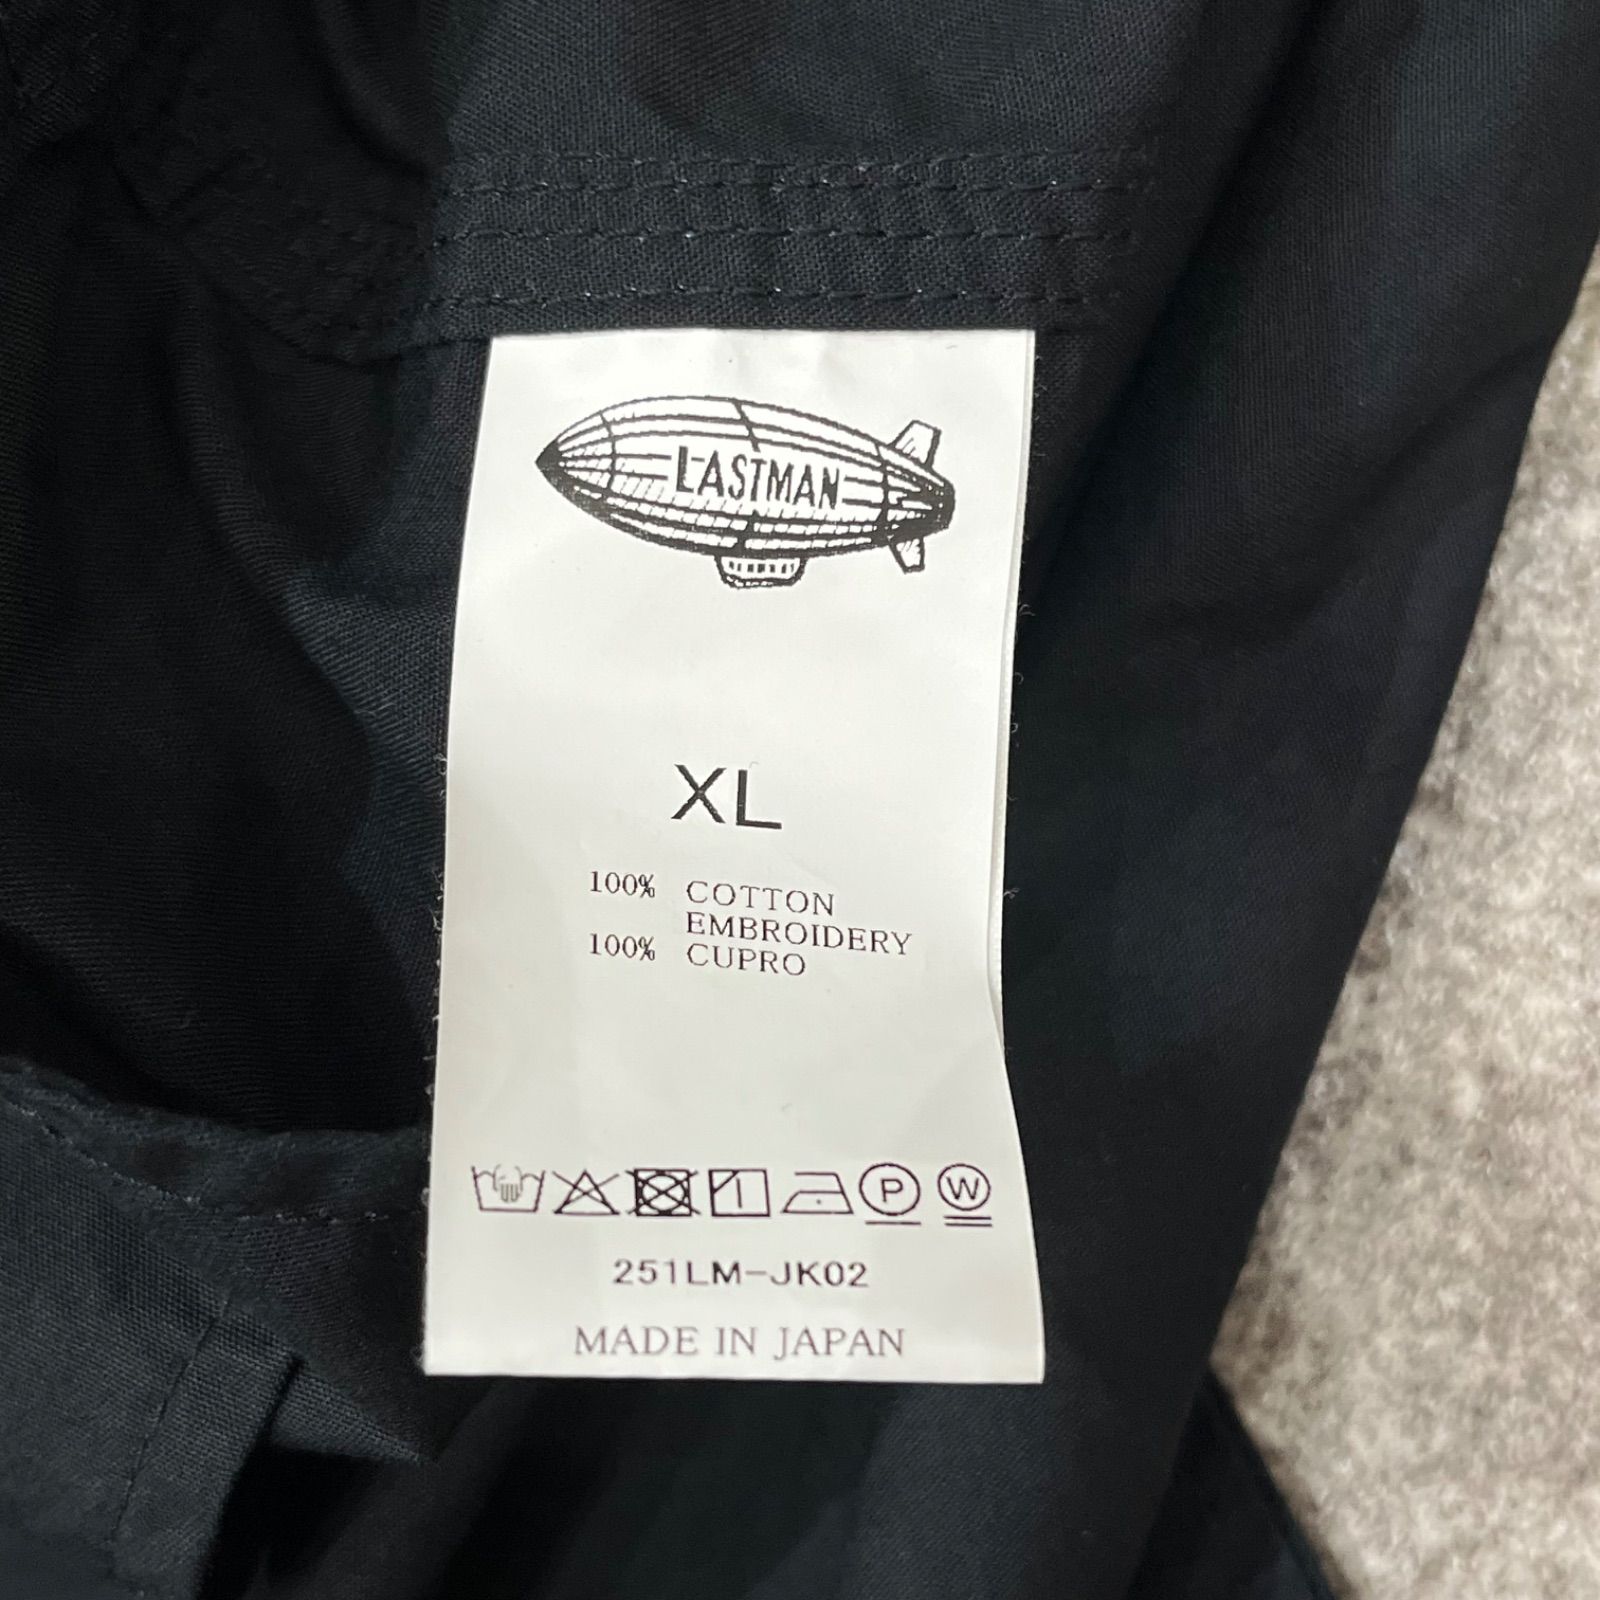 LASTMAN
XL
100% COTTON
EMBROIDERY
100% CUPRO
P W
251LM-JK02
MADE IN JAPAN